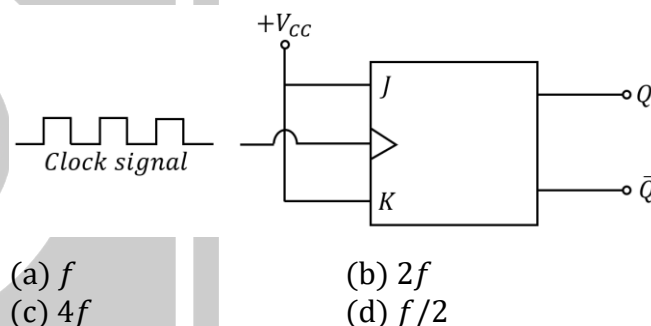 +V_CC
J
Q
Clock signal
K
Q̄
(a) f
(b) 2f
(c) 4f
(d) f/2